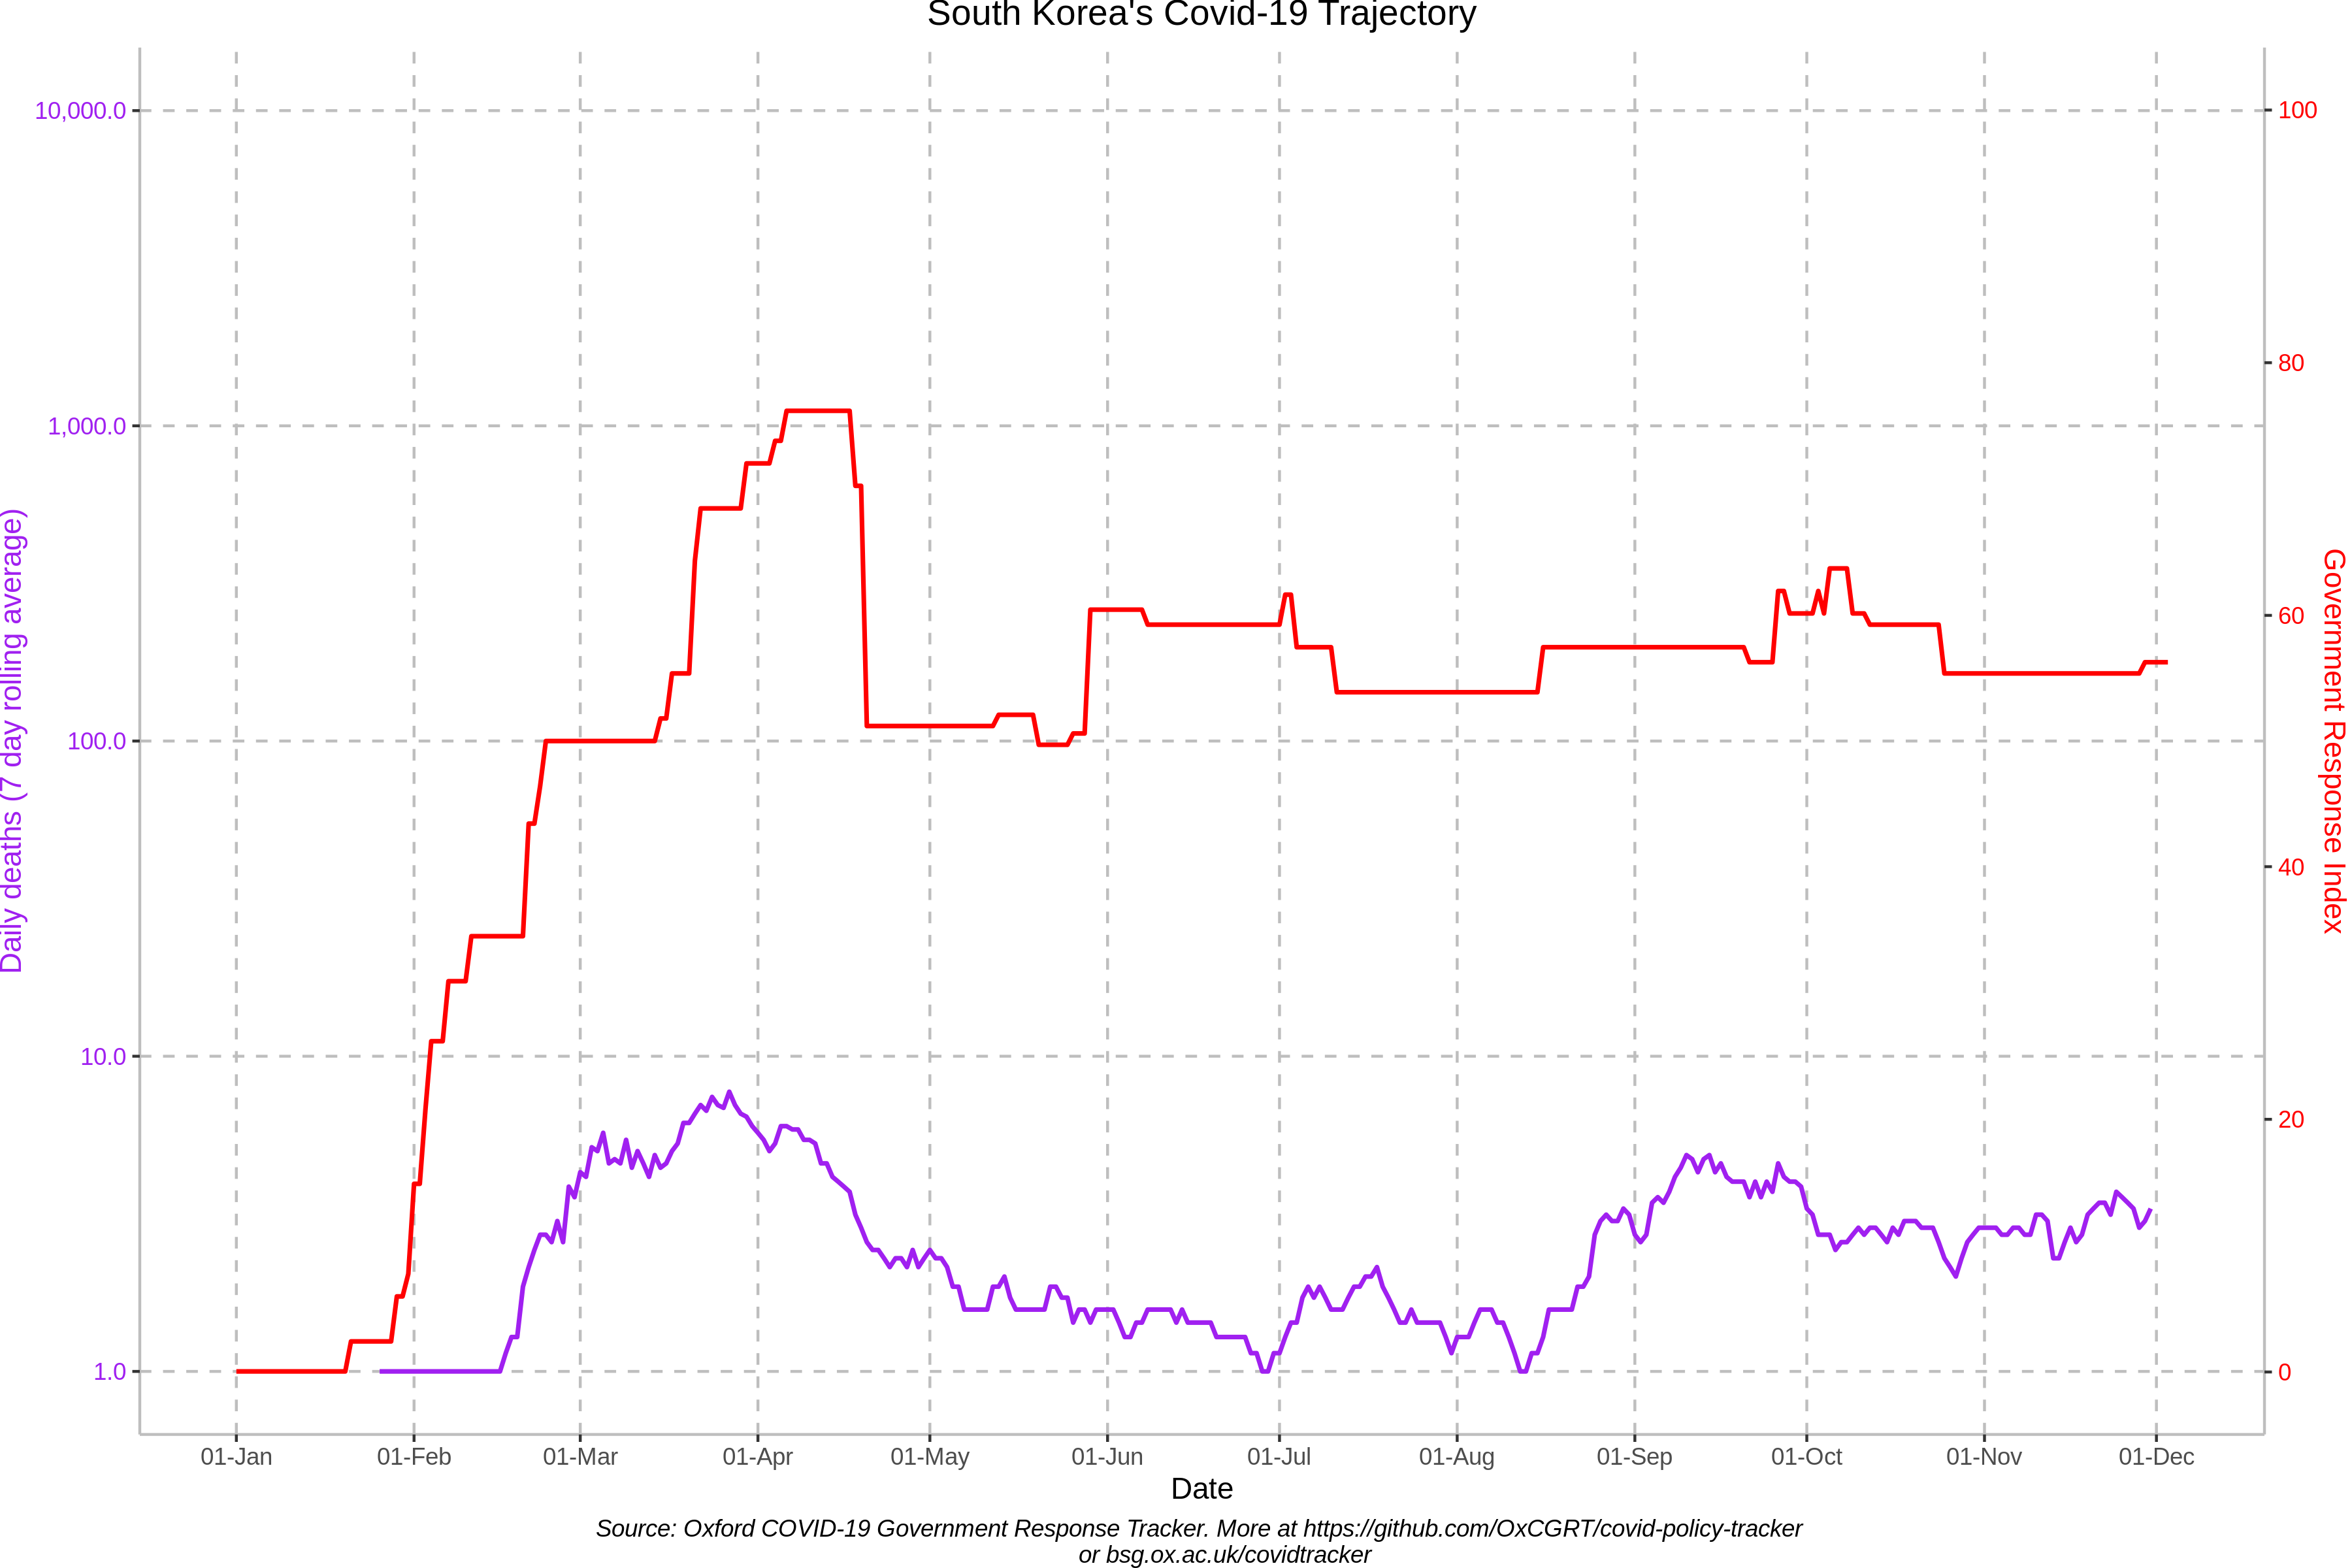 South Korea's Covid-19 Trajectory
10,000.0
1,000.0
100.0
10.0
1.0
Daily deaths (7 day rolling average)
100
80
60
40
20
0
Government Response Index
01-Jan 01-Feb 01-Mar 01-Apr 01-May 01-Jun 01-Jul 01-Aug 01-Sep 01-Oct 01-Nov 01-Dec
Date
Source: Oxford COVID-19 Government Response Tracker. More at https://github.com/OxCGRT/covid-policy-tracker
or bsg.ox.ac.uk/covidtracker